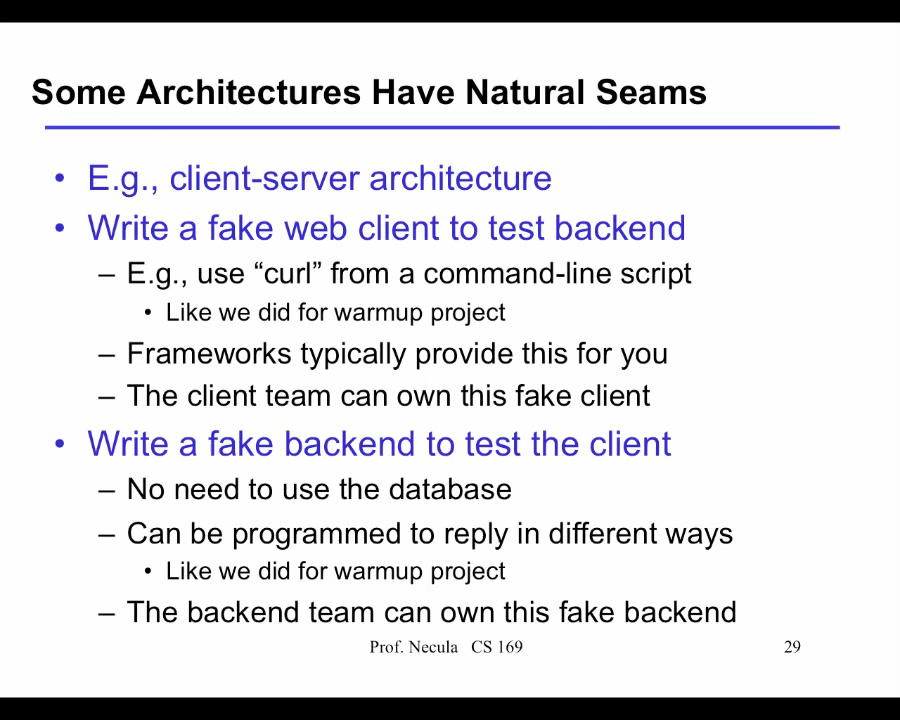 Some Architectures Have Natural Seams
• E.g., client-server architecture
• Write a fake web client to test backend
– E.g., use “curl” from a command-line script
• Like we did for warmup project
– Frameworks typically provide this for you
– The client team can own this fake client
• Write a fake backend to test the client
– No need to use the database
– Can be programmed to reply in different ways
• Like we did for warmup project
– The backend team can own this fake backend
Prof. Necula CS 169 29